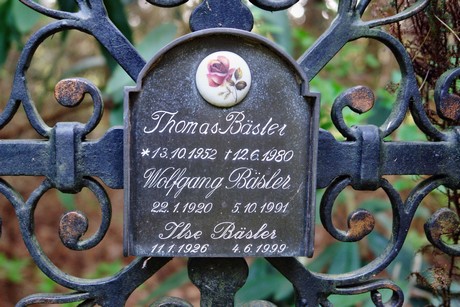 Thomas Bäsler
* 13.10.1952 † 12.6.1980
Wolfgang Bäsler
22.1.1920 5.10.1991
Ilse Bäsler
11.1.1926 4.6.1999